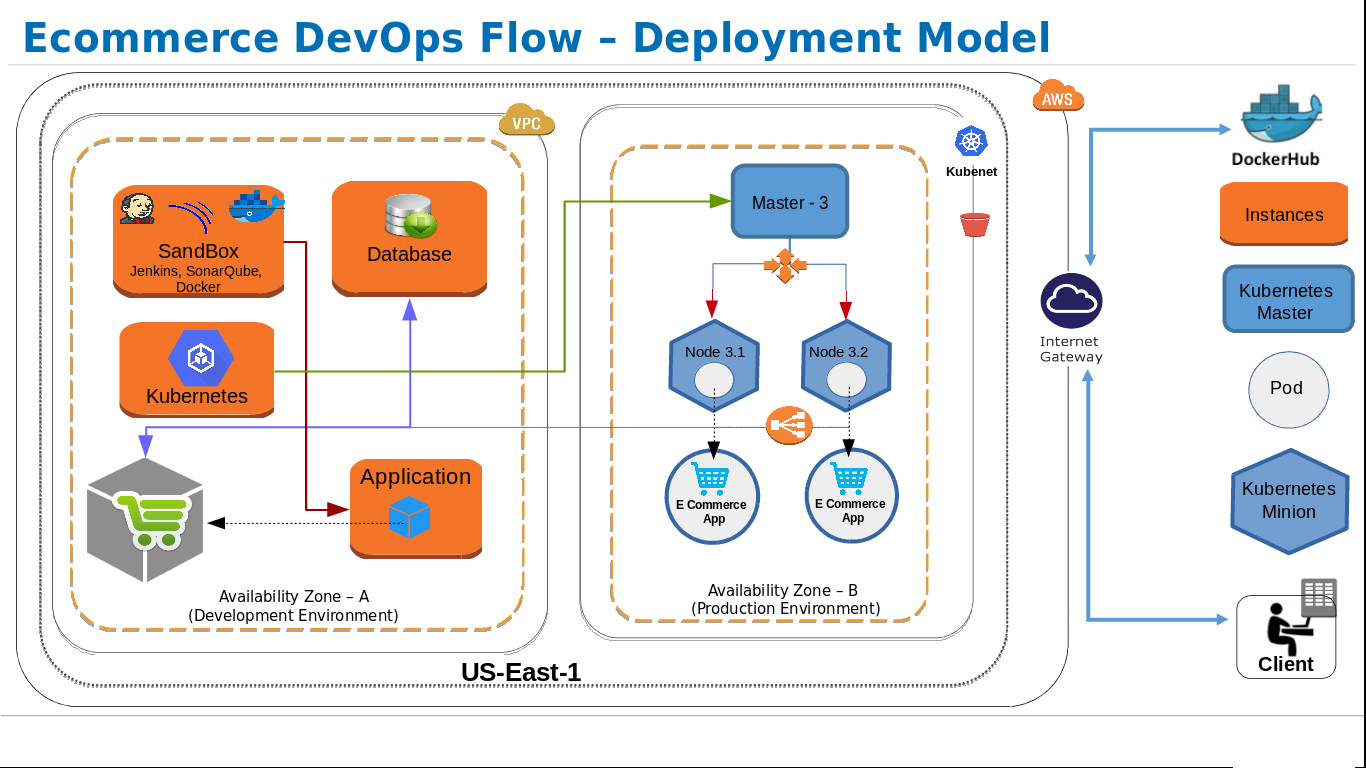 Ecommerce DevOps Flow – Deployment Model
AWS
VPC
Kubenet
DockerHub
SandBox
Jenkins, SonarQube,
Docker
Database
Kubernetes
Application
Availability Zone – A
(Development Environment)
Master - 3
Node 3.1
Node 3.2
E Commerce
App
E Commerce
App
Availability Zone – B
(Production Environment)
US-East-1
Internet
Gateway
Instances
Kubernetes
Master
Pod
Kubernetes
Minion
Client